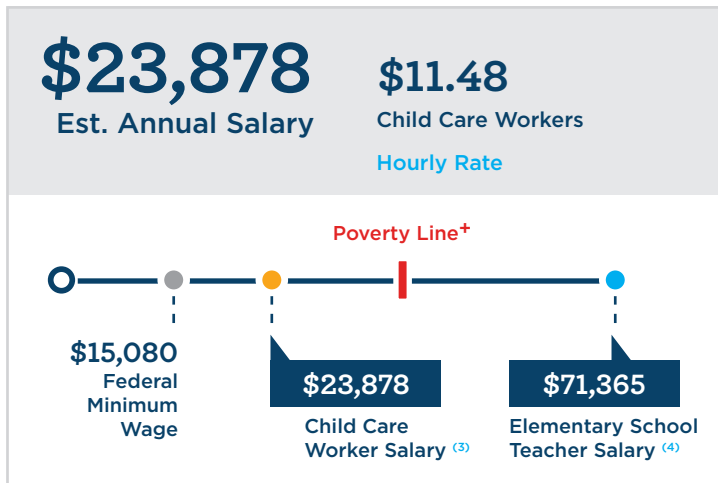 $23,878
Est. Annual Salary
$11.48
Child Care Workers
Hourly Rate
Poverty Line+
$15,080
Federal
Minimum
Wage
$23,878
Child Care
Worker Salary (3)
$71,365
Elementary School
Teacher Salary (4)